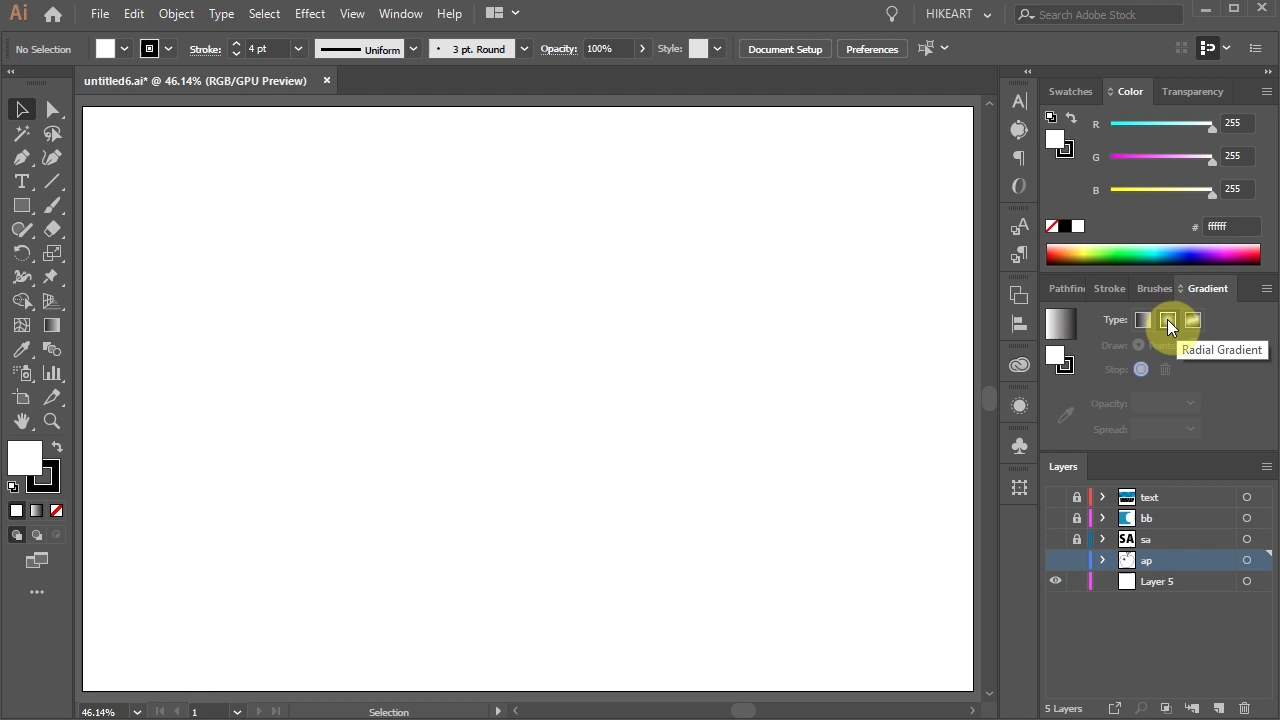 Ai File Edit Object Type Select Effect View Window Help HIKEART Search Adobe Stock
No Selection Stroke: 4 pt Uniform 3 pt. Round Opacity: 100% Style: Document Setup Preferences
untitled6.ai* @ 46.14% (RGB/GPU Preview) ×
Swatches Color Transparency
R 255
G 255
B 255
# ffffff
Pathfin Stroke Brushes Gradient
Type:
Draw: Points
Radial Gradient
Stop:
Opacity:
Spread:
Layers
text
bb
SA sa
ap
Layer 5
46.14% 1 Selection 5 Layers